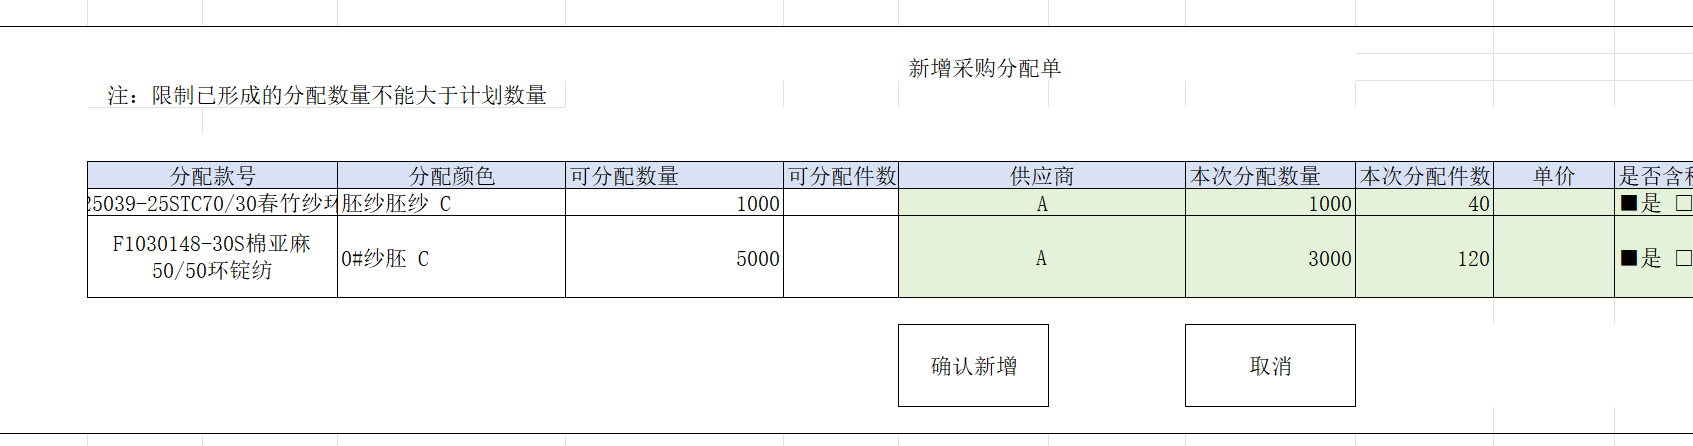 新增采购分配单
注：限制已形成的分配数量不能大于计划数量
分配款号 分配颜色 可分配数量 可分配件数 供应商 本次分配数量 本次分配件数 单价 是否含
25039-25STC70/30春竹纱环 胚纱胚纱 C 1000 A 1000 40 ■是 □
F1030148-30S棉亚麻
50/50环锭纺 0#纱胚 C 5000 A 3000 120 ■是 □
确认新增 取消